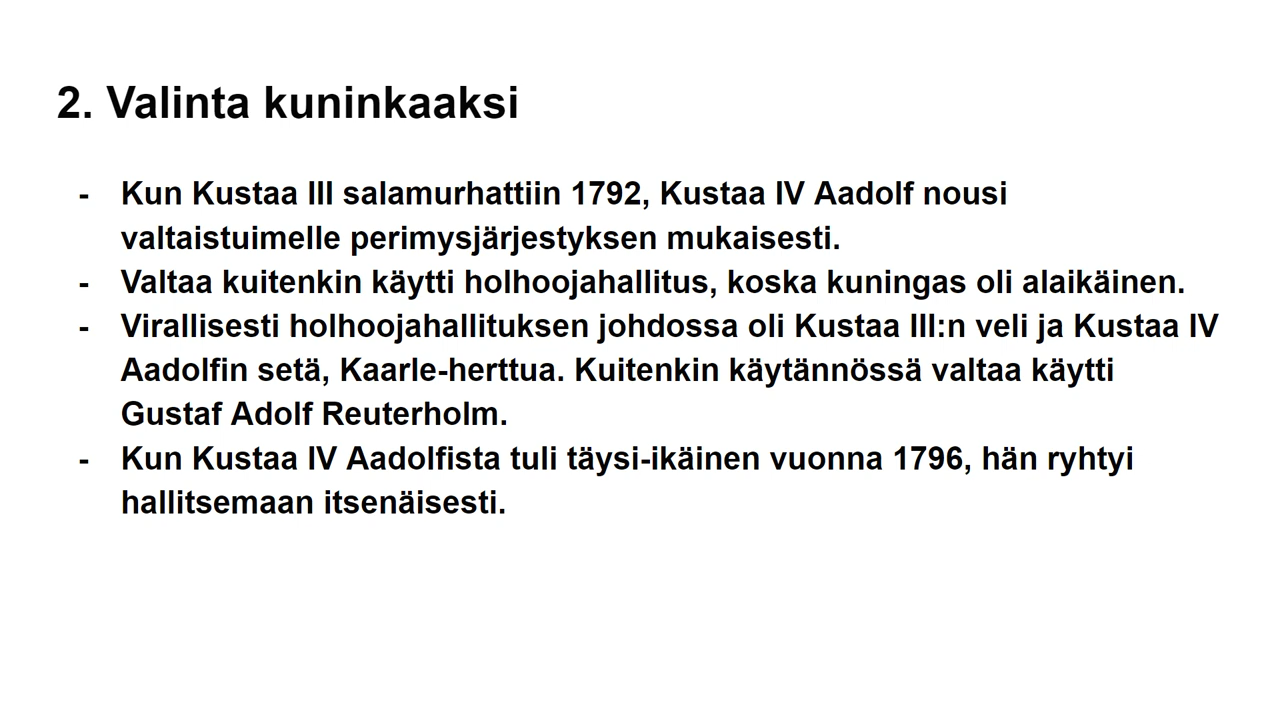 2. Valinta kuninkaaksi
- Kun Kustaa III salamurhattiin 1792, Kustaa IV Aadolf nousi
valtaistuimelle perimysjärjestyksen mukaisesti.
- Valtaa kuitenkin käytti holhoojahallitus, koska kuningas oli alaikäinen.
- Virallisesti holhoojahallituksen johdossa oli Kustaa III:n veli ja Kustaa IV
Aadolfin setä, Kaarle-herttua. Kuitenkin käytännössä valtaa käytti
Gustaf Adolf Reuterholm.
- Kun Kustaa IV Aadolfista tuli täysi-ikäinen vuonna 1796, hän ryhtyi
hallitsemaan itsenäisesti.